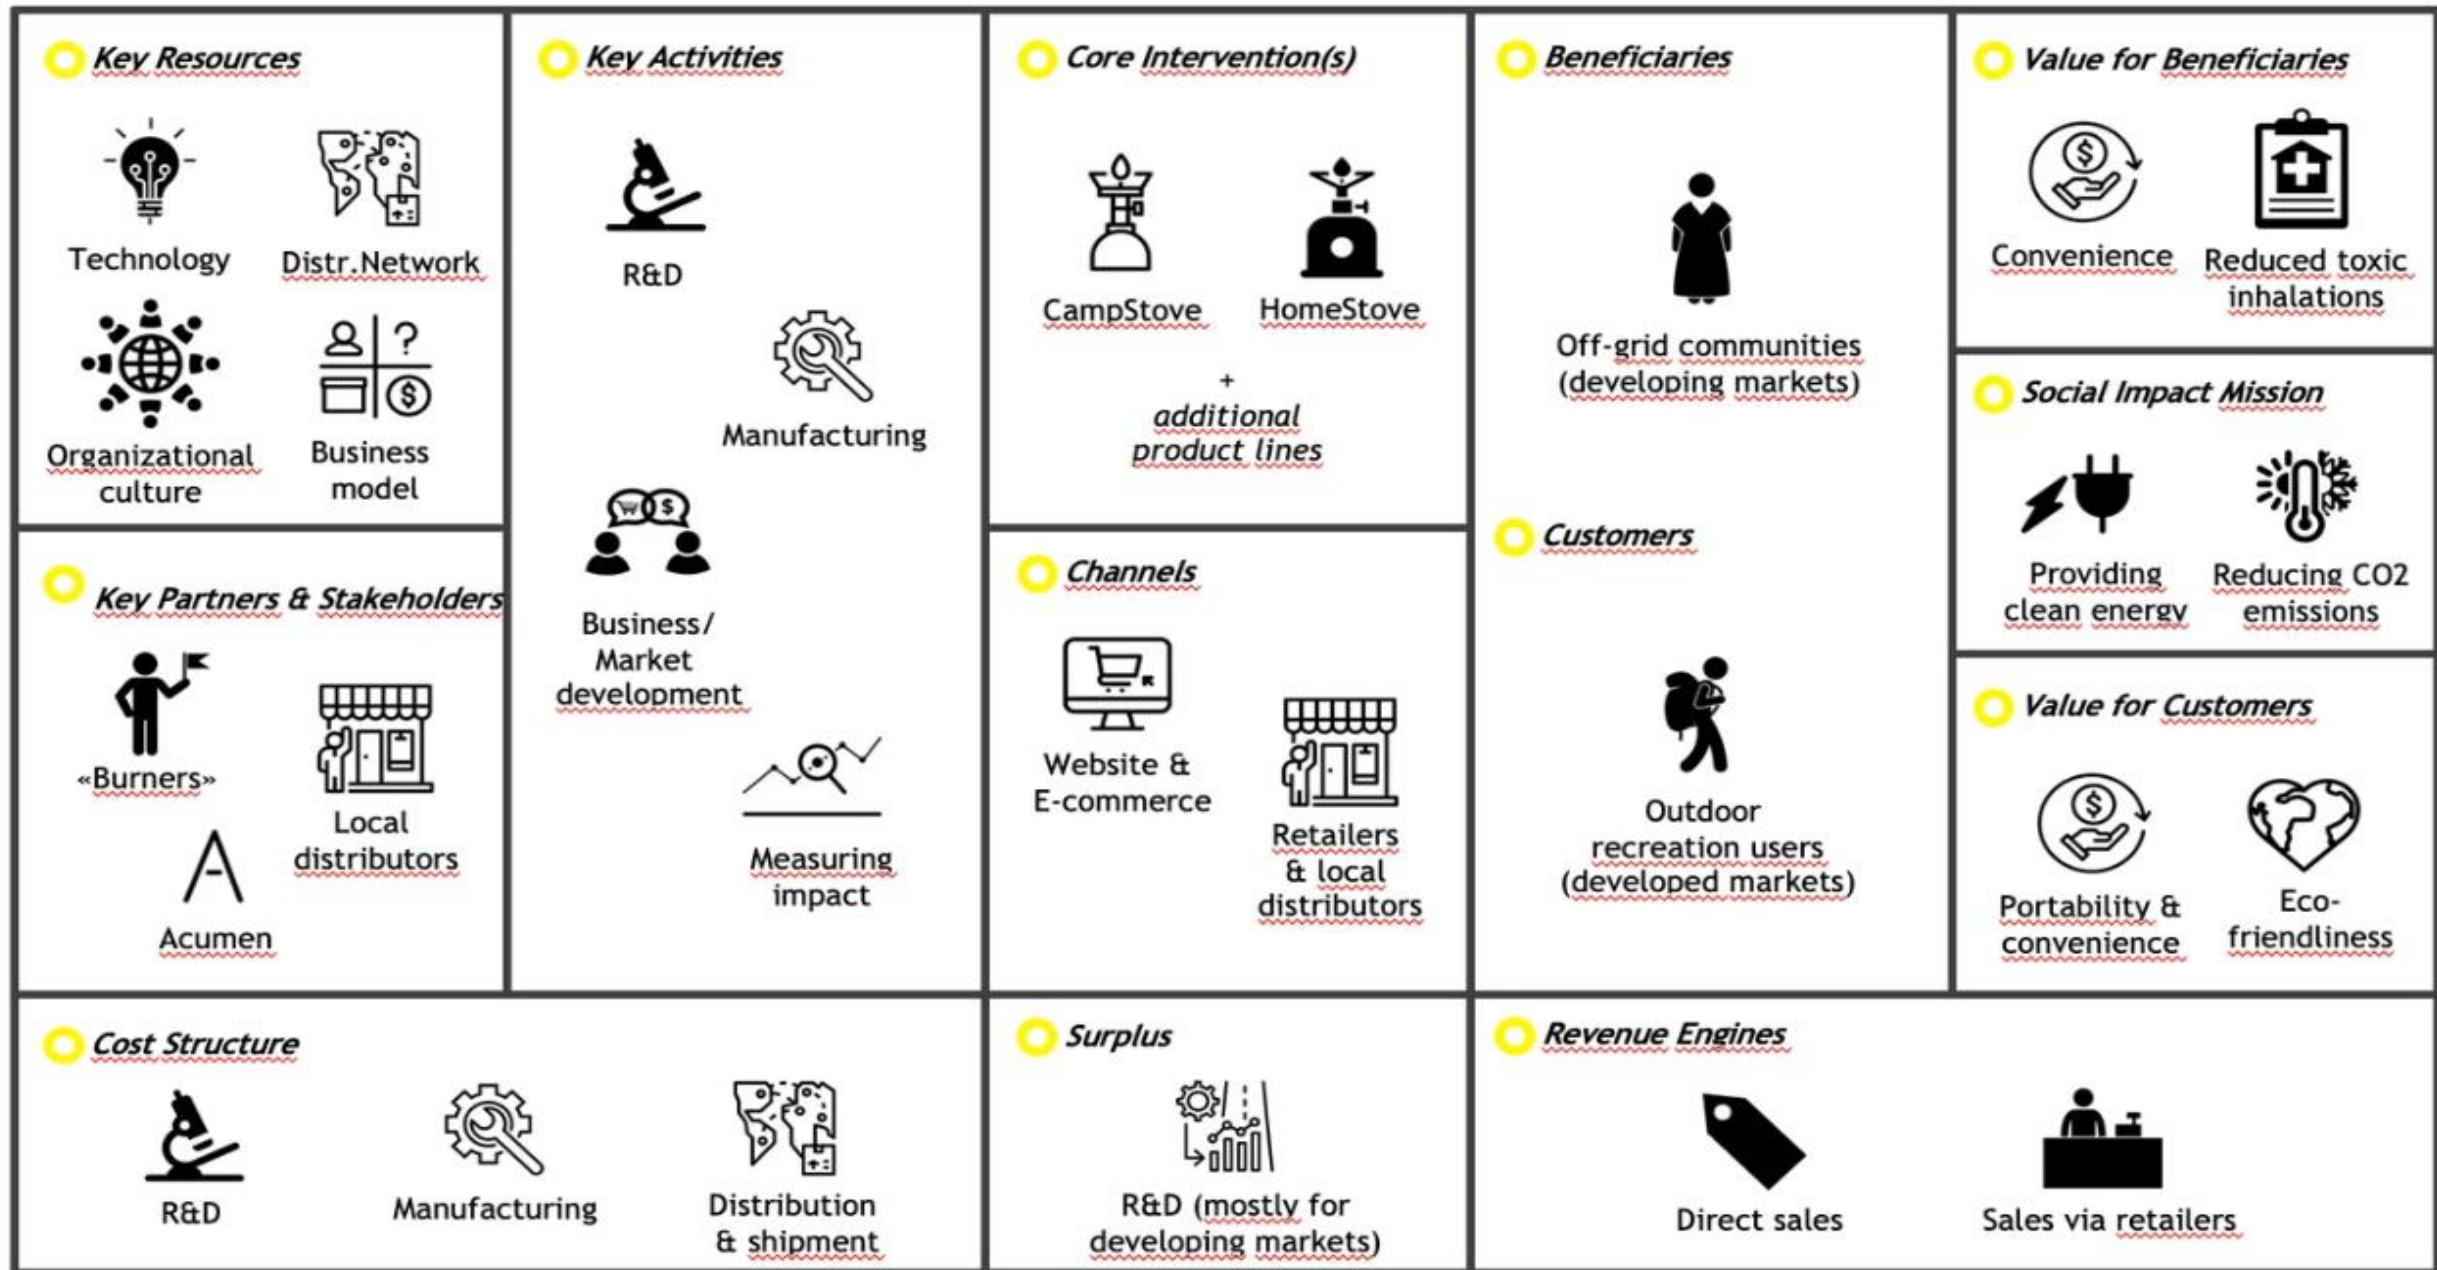 Key Resources
Technology
Distr.Network
Organizational
culture
Business
model
Key Partners & Stakeholders
«Burners»
Local
distributors
Acumen
Key Activities
R&D
Manufacturing
Business/
Market
development
Measuring
impact
Core Intervention(s)
CampStove
HomeStove
+
additional
product lines
Channels
Website &
E-commerce
Retailers
& local
distributors
Beneficiaries
Off-grid communities
(developing markets)
Customers
Outdoor
recreation users
(developed markets)
Value for Beneficiaries
Convenience
Reduced toxic
inhalations
Social Impact Mission
Providing
clean energy
Reducing CO2
emissions
Value for Customers
Portability &
convenience
Eco-
friendliness
Cost Structure
R&D
Manufacturing
Distribution
& shipment
Surplus
R&D (mostly for
developing markets)
Revenue Engines
Direct sales
Sales via retailers